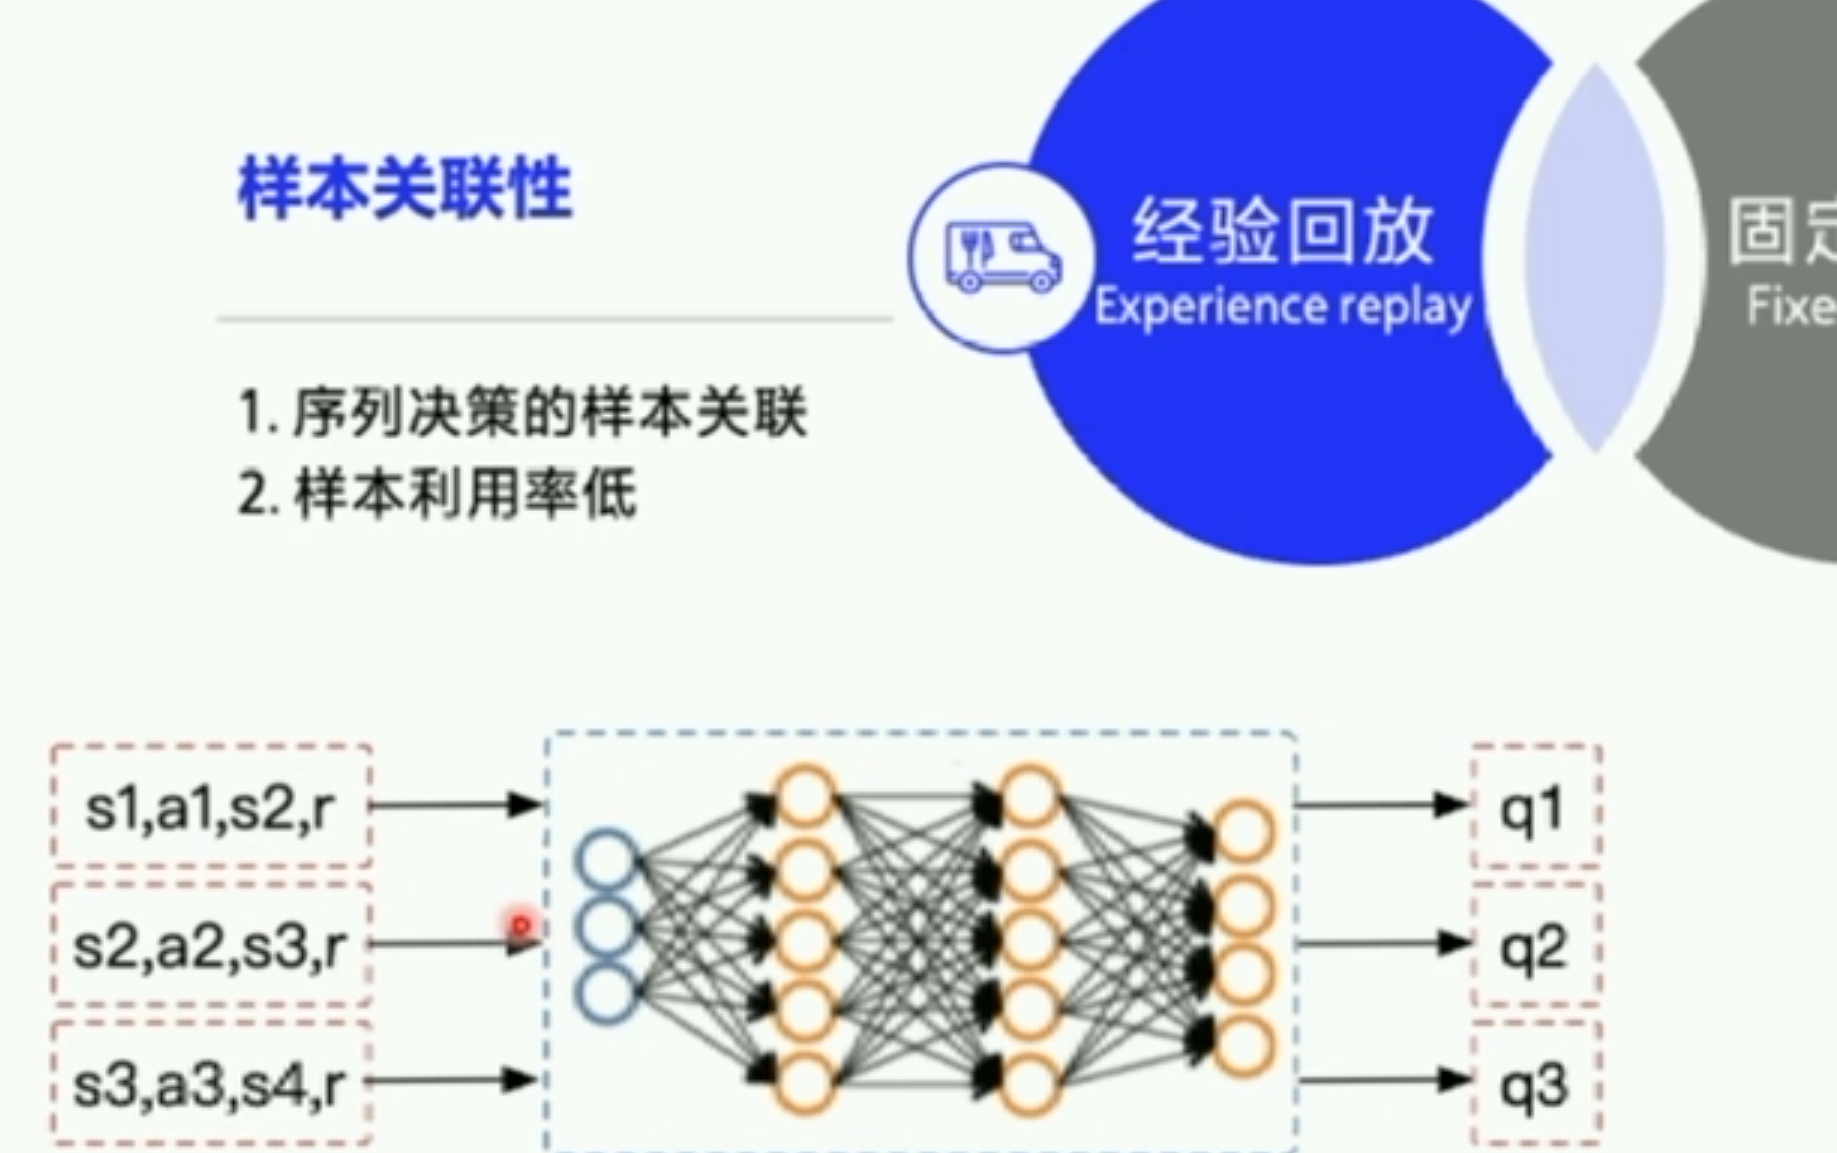 样本关联性
1. 序列决策的样本关联
2. 样本利用率低
经验回放
Experience replay
固
Fixe
s1,a1,s2,r
s2,a2,s3,r
s3,a3,s4,r
q1
q2
q3